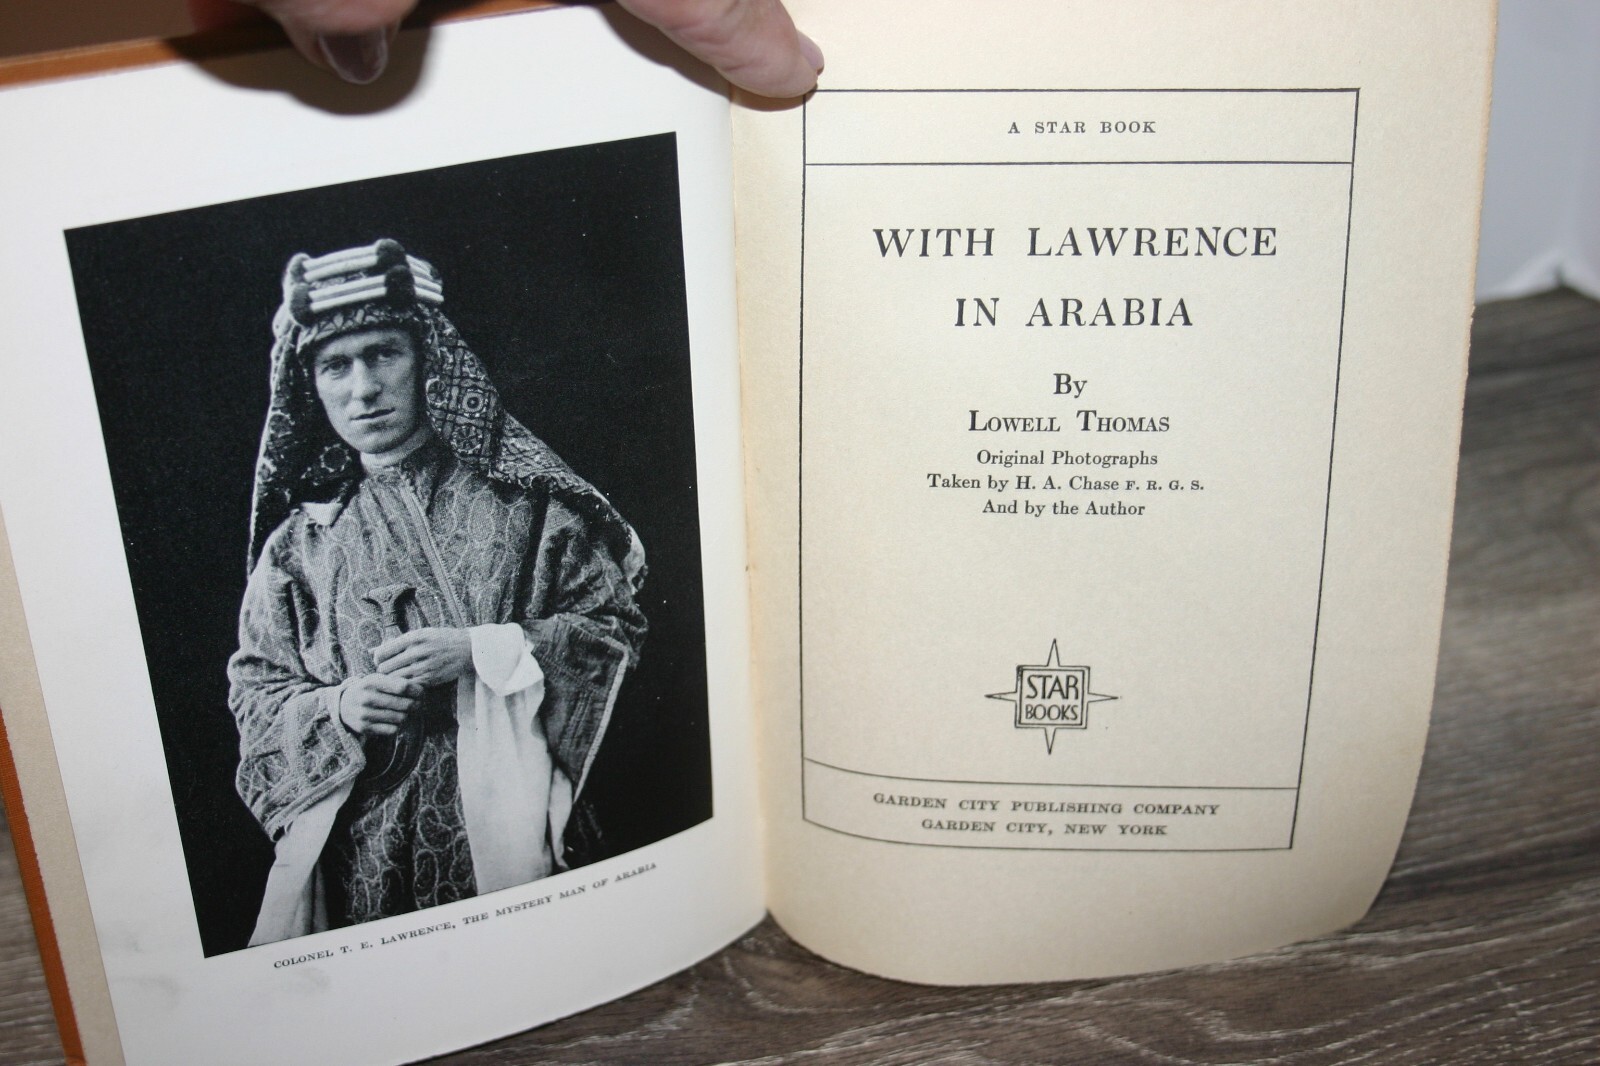 COLONEL T. E. LAWRENCE, THE MYSTERY MAN OF ARABIA
A STAR BOOK
WITH LAWRENCE
IN ARABIA
By
LOWELL THOMAS
Original Photographs
Taken by H. A. Chase F. R. G. S.
And by the Author
STAR
BOOKS
GARDEN CITY PUBLISHING COMPANY
GARDEN CITY, NEW YORK